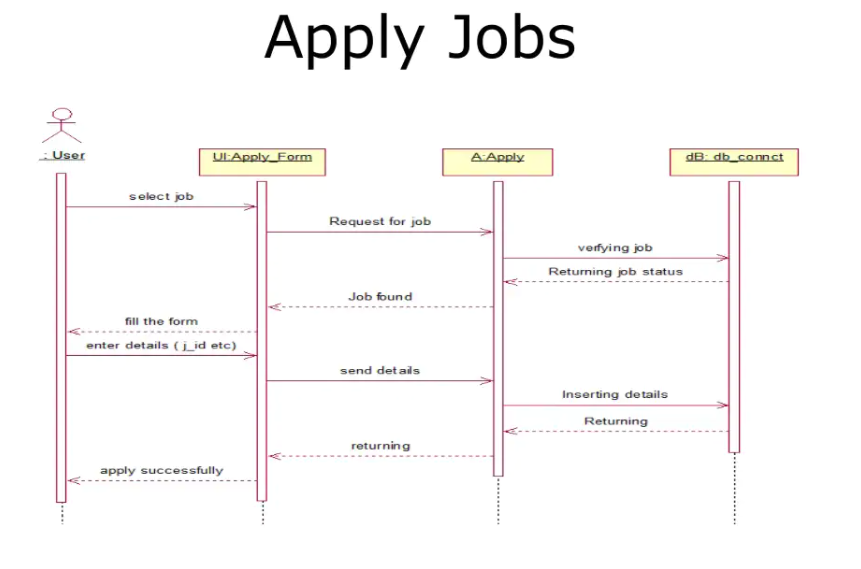 Apply Jobs
: User
UI:Apply_Form
A:Apply
dB: db_connct
select job
Request for job
verfying job
Returning job status
Job found
fill the form
enter details ( j_id etc)
send details
Inserting details
Returning
returning
apply successfully